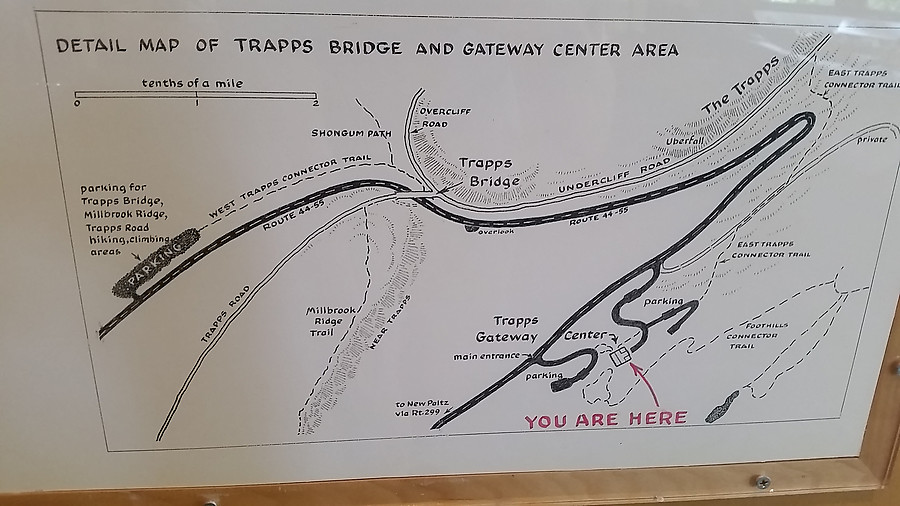 DETAIL MAP OF TRAPPS BRIDGE AND GATEWAY CENTER AREA
tenths of a mile
0 1 2
SHONGUM PATH
OVERCLIFF
ROAD
The Trapps
EAST TRAPPS
CONNECTOR TRAIL
Uberfall
private
Trapps
Bridge
WEST TRAPPS CONNECTOR TRAIL
UNDERCLIFF ROAD
parking for
Trapps Bridge,
Millbrook Ridge,
Trapps Road
hiking, climbing
areas
PARKING
ROUTE 44-55
ROUTE 44-55
overlook
EAST TRAPPS
CONNECTOR TRAIL
TRAPPS ROAD
Millbrook
Ridge
Trail
NEAR TRAPPS
parking
Trapps
Gateway
Center
main entrance
parking
FOOTHILLS
CONNECTOR
TRAIL
to New Paltz
via Rt. 299
YOU ARE HERE